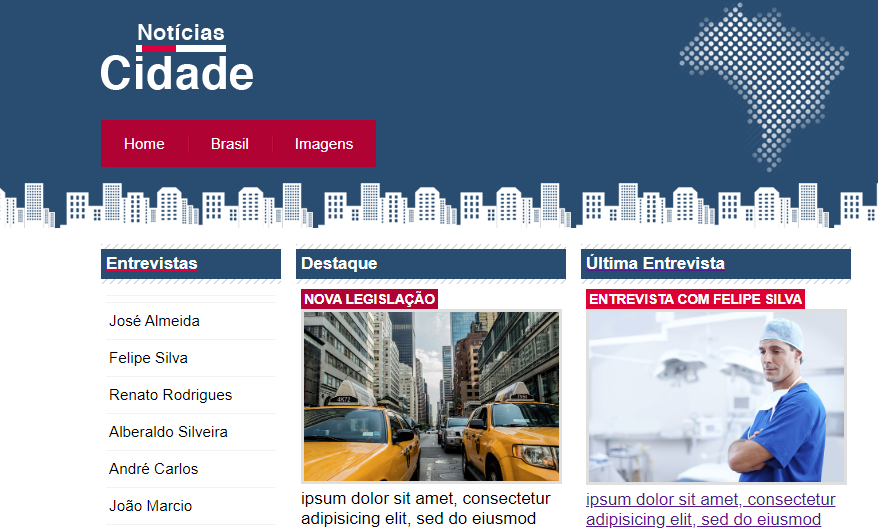 Notícias
Cidade
Home
Brasil
Imagens
Entrevistas
José Almeida
Felipe Silva
Renato Rodrigues
Alberaldo Silveira
André Carlos
João Marcio
Destaque
NOVA LEGISLAÇÃO
4K72
ipsum dolor sit amet, consectetur
adipisicing elit, sed do eiusmod
Última Entrevista
ENTREVISTA COM FELIPE SILVA
ipsum dolor sit amet, consectetur
adipisicing elit, sed do eiusmod